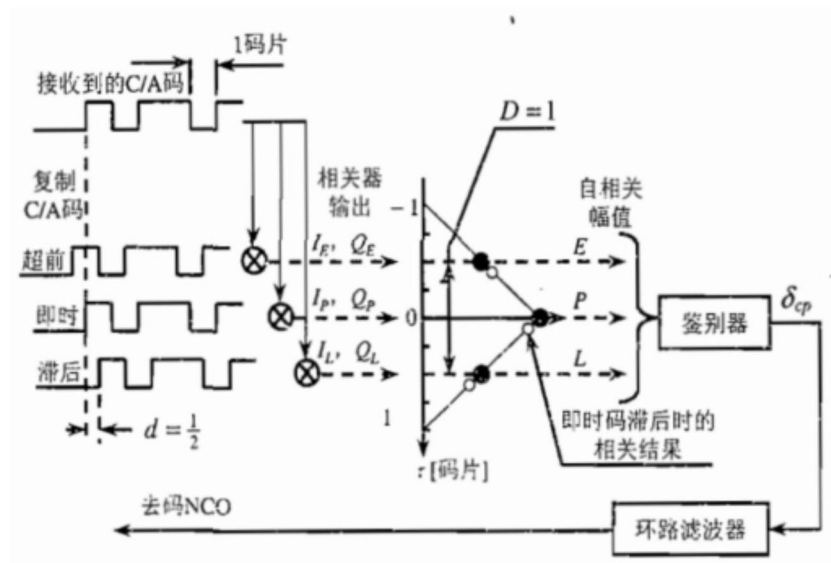 1码片
接收到的C/A码
D=1
复制
C/A码
相关器
输出
自相关
幅值
-1
超前
I_E, Q_E
E
即时
I_P, Q_P
0
P
鉴别器
δ_cp
滞后
I_L, Q_L
L
d=1/2
1
即时码滞后时的
相关结果
τ[码片]
去码NCO
环路滤波器